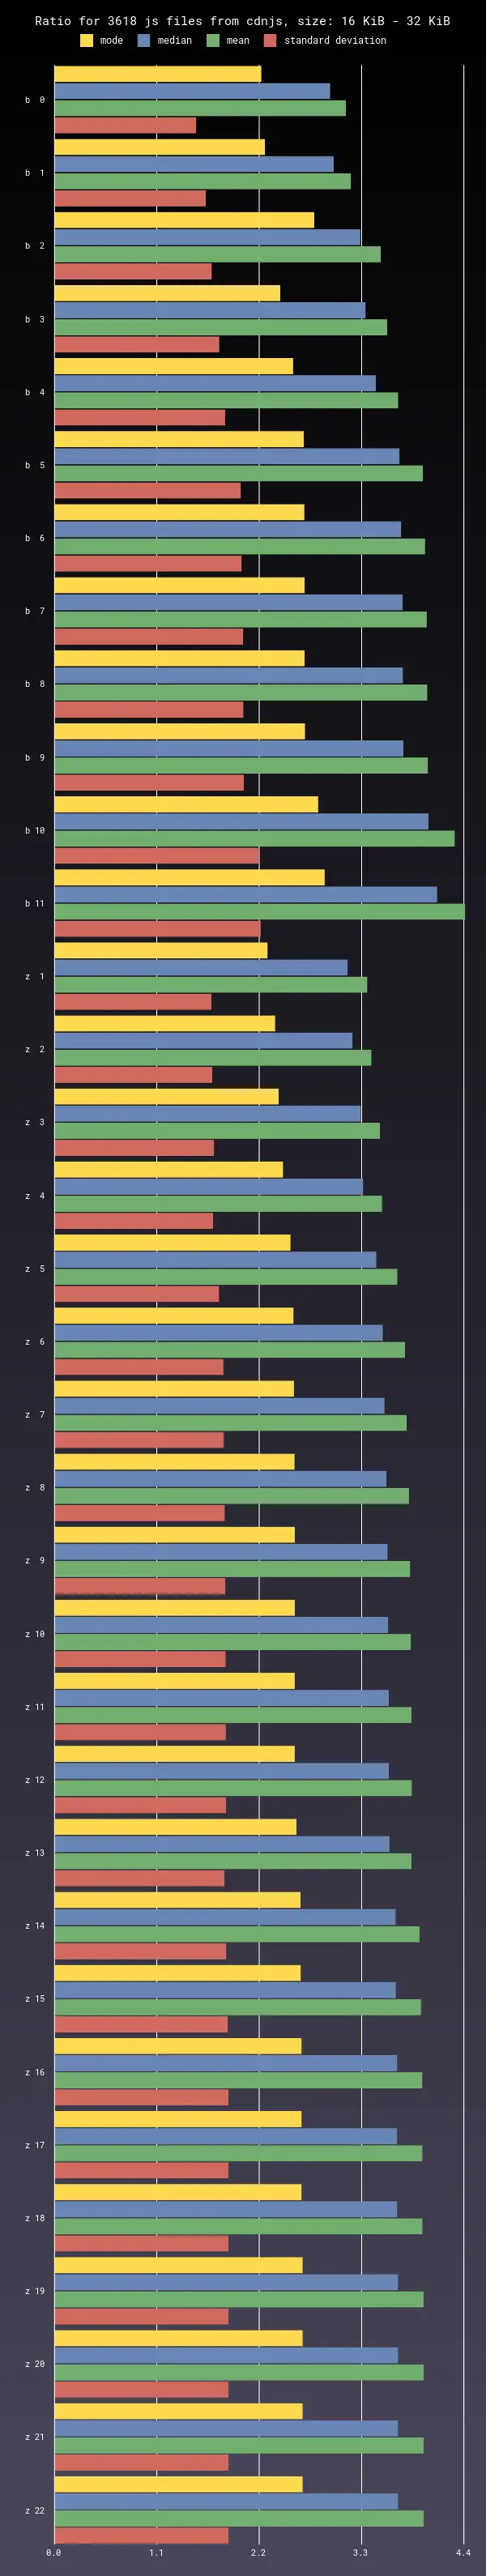 Ratio for 3618 js files from cdnjs, size: 16 KiB - 32 KiB
mode median mean standard deviation
b 0
b 1
b 2
b 3
b 4
b 5
b 6
b 7
b 8
b 9
b 10
b 11
z 1
z 2
z 3
z 4
z 5
z 6
z 7
z 8
z 9
z 10
z 11
z 12
z 13
z 14
z 15
z 16
z 17
z 18
z 19
z 20
z 21
z 22
0.0 1.1 2.2 3.3 4.4